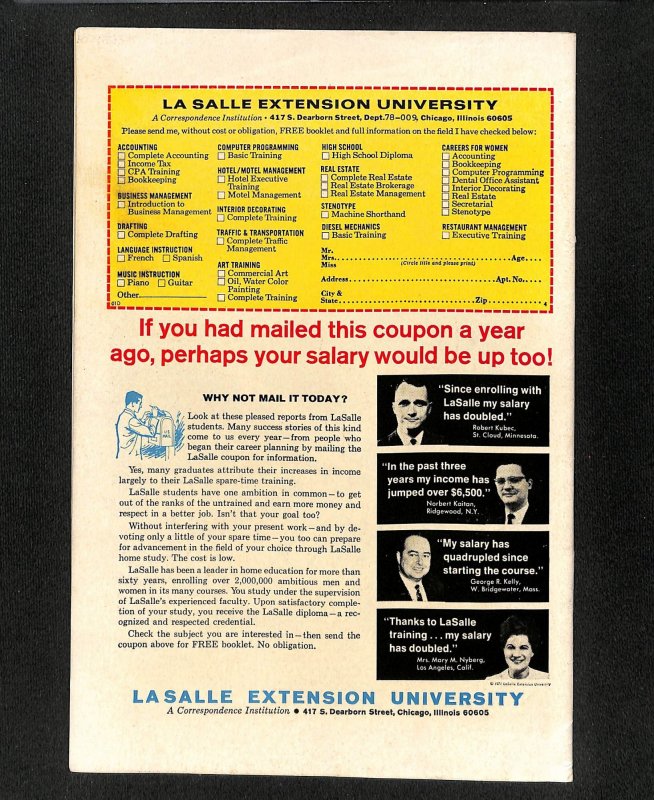 LA SALLE EXTENSION UNIVERSITY
A Correspondence Institution • 417 S. Dearborn Street, Dept. 78-009, Chicago, Illinois 60605
Please send me, without cost or obligation, FREE booklet and full information on the field I have checked below:
ACCOUNTING
Complete Accounting
Income Tax
CPA Training
Bookkeeping
BUSINESS MANAGEMENT
Introduction to
Business Management
DRAFTING
Complete Drafting
LANGUAGE INSTRUCTION
French Spanish
MUSIC INSTRUCTION
Piano Guitar
Other
COMPUTER PROGRAMMING
Basic Training
HOTEL/MOTEL MANAGEMENT
Hotel Executive
Training
Motel Management
INTERIOR DECORATING
Complete Training
TRAFFIC & TRANSPORTATION
Complete Traffic
Management
ART TRAINING
Commercial Art
Oil, Water Color
Painting
Complete Training
HIGH SCHOOL
High School Diploma
REAL ESTATE
Complete Real Estate
Real Estate Brokerage
Real Estate Management
STENOTYPE
Machine Shorthand
DIESEL MECHANICS
Basic Training
CAREERS FOR WOMEN
Accounting
Bookkeeping
Computer Programming
Dental Office Assistant
Interior Decorating
Real Estate
Secretarial
Stenotype
RESTAURANT MANAGEMENT
Executive Training
Mr.
Mrs. Age
Miss (Circle title and please print)
Address Apt. No.
City &
State Zip 4
If you had mailed this coupon a year
ago, perhaps your salary would be up too!
WHY NOT MAIL IT TODAY?
U.S.
MAIL
Look at these pleased reports from LaSalle
students. Many success stories of this kind
come to us every year—from people who
began their career planning by mailing the
LaSalle coupon for information.
Yes, many graduates attribute their increases in income
largely to their LaSalle spare-time training.
LaSalle students have one ambition in common—to get
out of the ranks of the untrained and earn more money and
respect in a better job. Isn't that your goal too?
Without interfering with your present work—and by de-
voting only a little of your spare time—you too can prepare
for advancement in the field of your choice through LaSalle
home study. The cost is low.
LaSalle has been a leader in home education for more than
sixty years, enrolling over 2,000,000 ambitious men and
women in its many courses. You study under the supervision
of LaSalle's experienced faculty. Upon satisfactory comple-
tion of your study, you receive the LaSalle diploma—a rec-
ognized and respected credential.
Check the subject you are interested in—then send the
coupon above for FREE booklet. No obligation.
"Since enrolling with
LaSalle my salary
has doubled."
Robert Kubec,
St. Cloud, Minnesota.
"In the past three
years my income has
jumped over $6,500."
Norbert Kaitan,
Ridgewood, N.Y.
"My salary has
quadrupled since
starting the course."
George R. Kelly,
W. Bridgewater, Mass.
"Thanks to LaSalle
training . . . my salary
has doubled."
Mrs. Mary M. Nyberg,
Los Angeles, Calif.
© 1971 LaSalle Extension University
LA SALLE EXTENSION UNIVERSITY
A Correspondence Institution • 417 S. Dearborn Street, Chicago, Illinois 60605